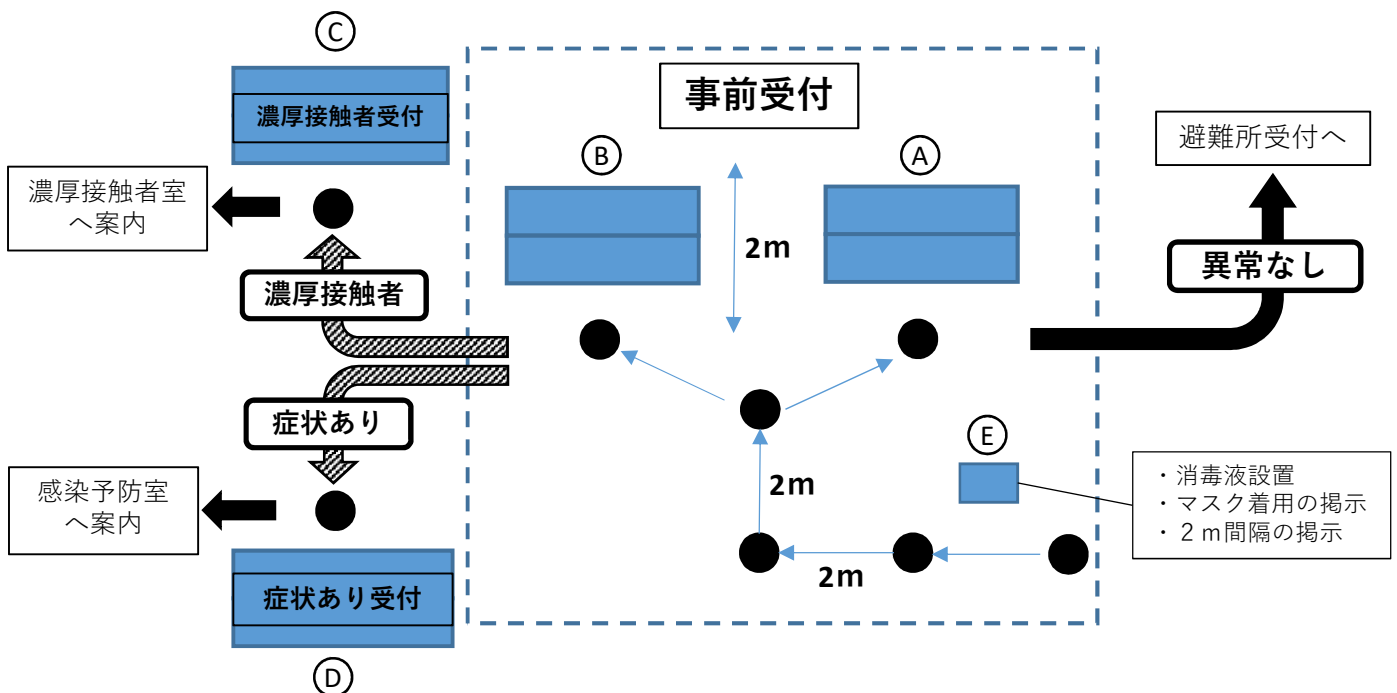 Ⓒ
濃厚接触者受付
濃厚接触者室
へ案内
濃厚接触者
症状あり
感染予防室
へ案内
症状あり受付
Ⓓ
事前受付
Ⓑ
Ⓐ
2m
2m
2m
Ⓔ
避難所受付へ
異常なし
・消毒液設置
・マスク着用の掲示
・２ｍ間隔の掲示